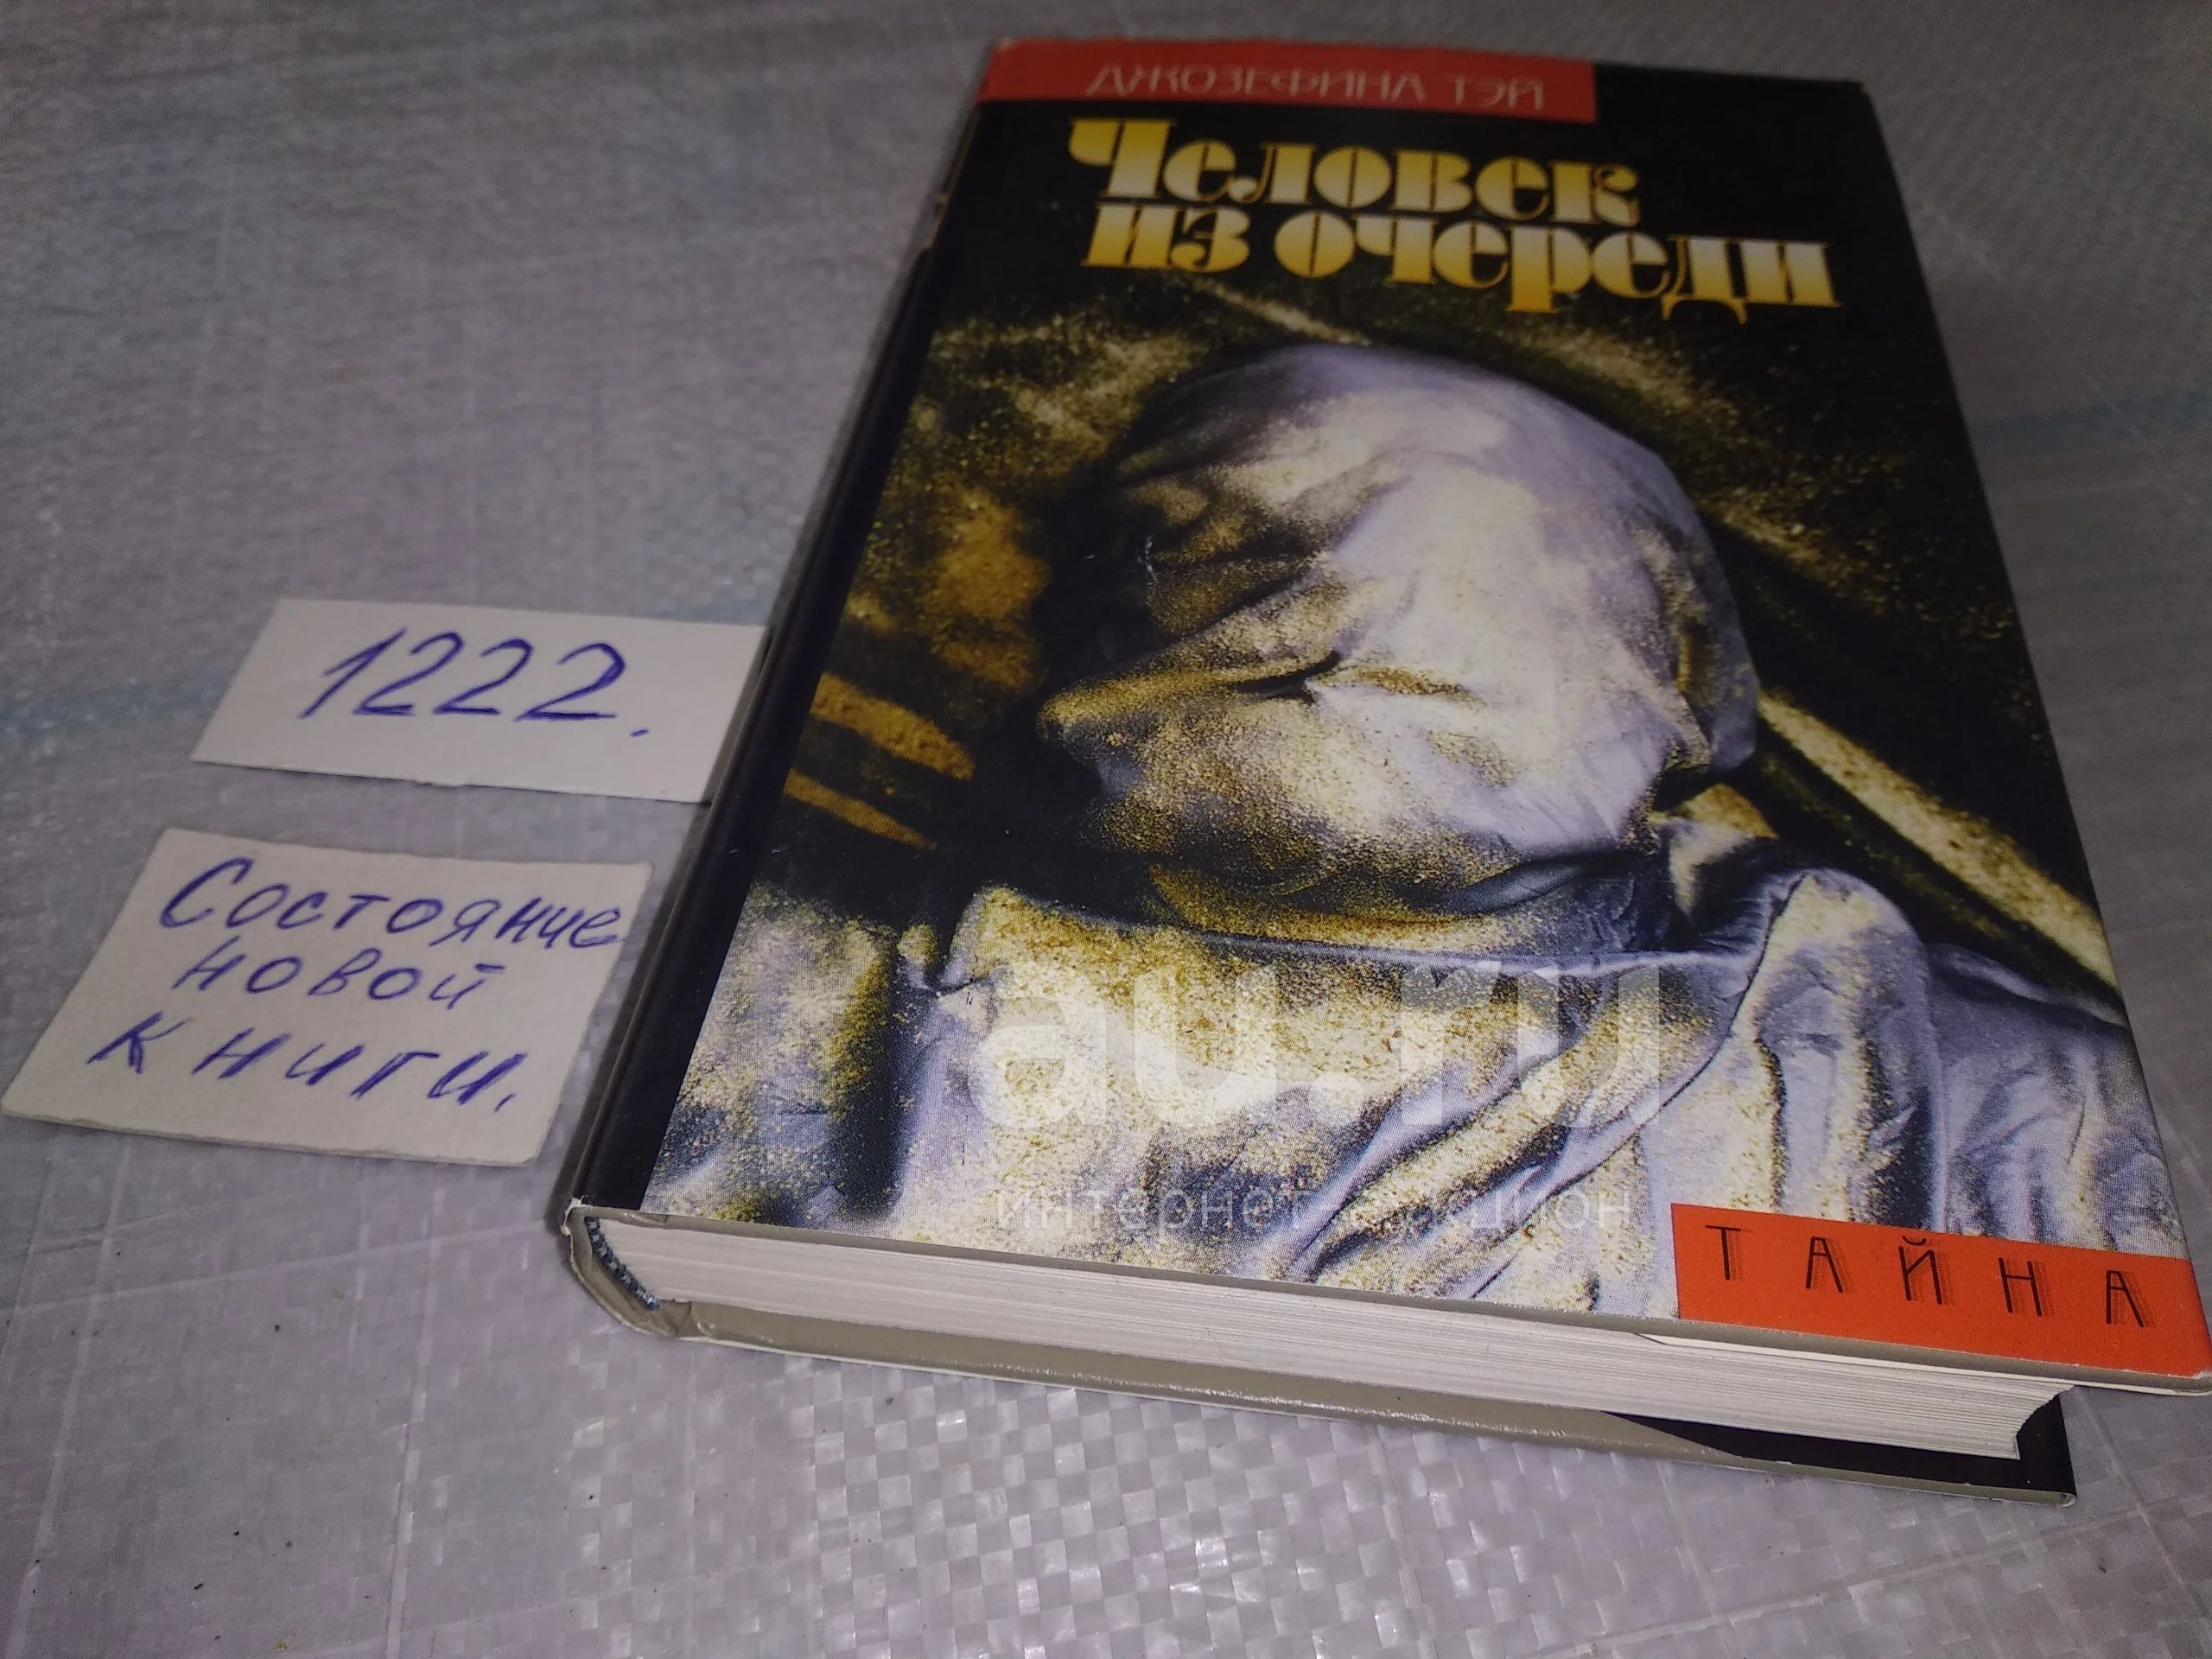 ДЖОЗЕФИНА ТЭЙ
Человек
из очереди
1222.
Состояние
новой
книги.
au.ru
интернет аукцион
ТАЙНА